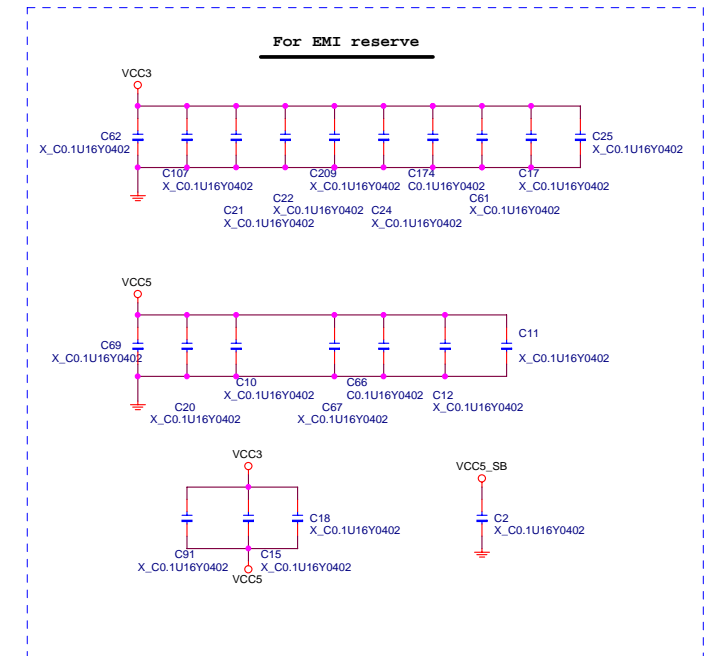 For EMI reserve
VCC3
C62
X_C0.1U16Y0402
C25
X_C0.1U16Y0402
C107
X_C0.1U16Y0402
C209
X_C0.1U16Y0402
C174
C0.1U16Y0402
C17
X_C0.1U16Y0402
C22
X_C0.1U16Y0402
C61
X_C0.1U16Y0402
C21
X_C0.1U16Y0402
C24
X_C0.1U16Y0402
VCC5
C69
X_C0.1U16Y0402
C11
X_C0.1U16Y0402
C10
X_C0.1U16Y0402
C66
C0.1U16Y0402
C12
X_C0.1U16Y0402
C20
X_C0.1U16Y0402
C67
X_C0.1U16Y0402
VCC3
C18
X_C0.1U16Y0402
C91
X_C0.1U16Y0402
C15
X_C0.1U16Y0402
VCC5
VCC5_SB
C2
X_C0.1U16Y0402